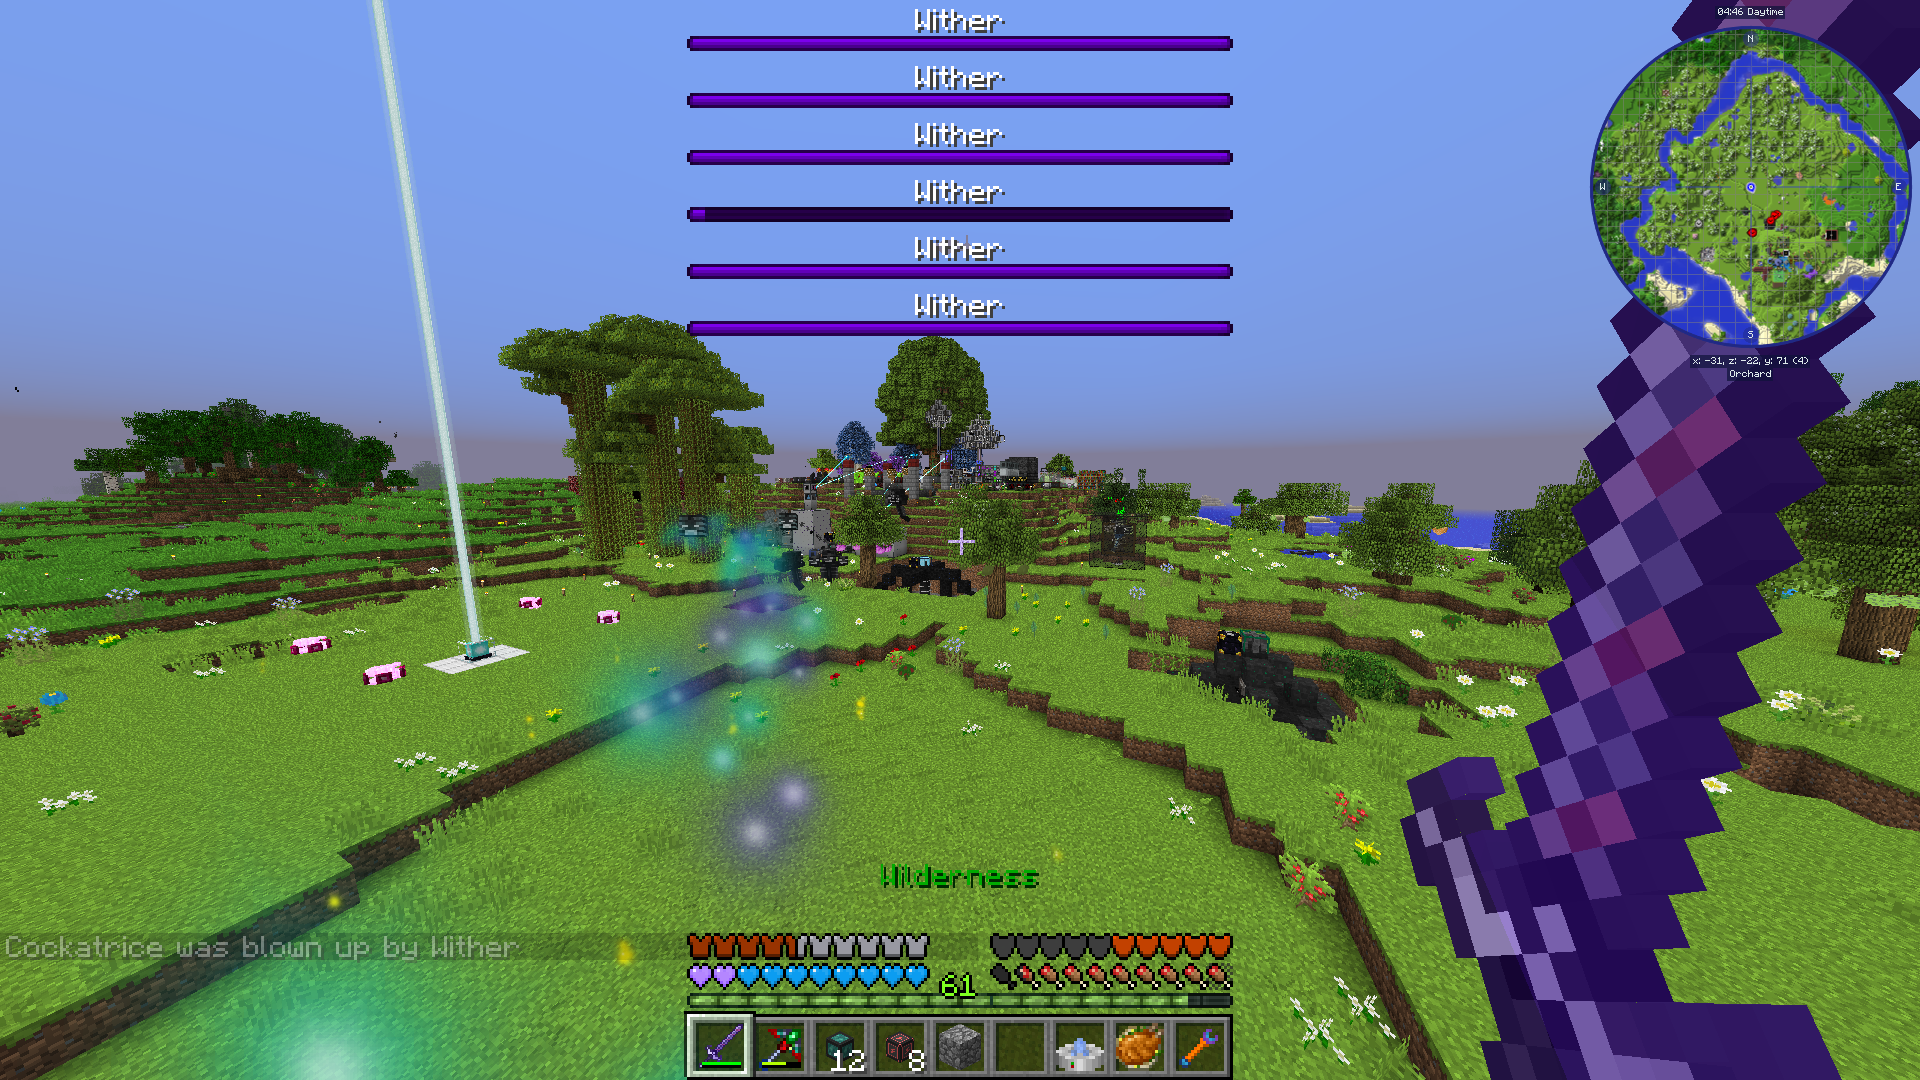 Wither
Wither
Wither
Wither
Wither
Wither
04:46 Daytime
N
W
E
S
x: -31, z: -22, y: 71 (4)
Orchard
Wilderness
Cockatrice was blown up by Wither
61
12
8